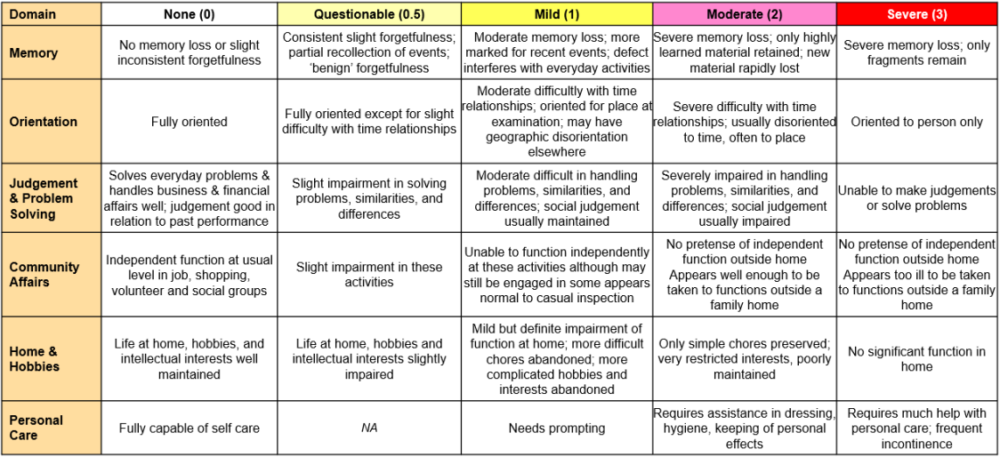 Domain
None (0)
Questionable (0.5)
Mild (1)
Moderate (2)
Severe (3)
Memory
No memory loss or slight
inconsistent forgetfulness
Consistent slight forgetfulness;
partial recollection of events;
‘benign’ forgetfulness
Moderate memory loss; more
marked for recent events; defect
interferes with everyday activities
Severe memory loss; only highly
learned material retained; new
material rapidly lost
Severe memory loss; only
fragments remain
Orientation
Fully oriented
Fully oriented except for slight
difficulty with time relationships
Moderate difficultly with time
relationships; oriented for place at
examination; may have
geographic disorientation
elsewhere
Severe difficulty with time
relationships; usually disoriented
to time, often to place
Oriented to person only
Judgement
& Problem
Solving
Solves everyday problems &
handles business & financial
affairs well; judgement good in
relation to past performance
Slight impairment in solving
problems, similarities, and
differences
Moderate difficult in handling
problems, similarities, and
differences; social judgement
usually maintained
Severely impaired in handling
problems, similarities, and
differences; social judgement
usually impaired
Unable to make judgements
or solve problems
Community
Affairs
Independent function at usual
level in job, shopping,
volunteer and social groups
Slight impairment in these
activities
Unable to function independently
at these activities although may
still be engaged in some appears
normal to casual inspection
No pretense of independent
function outside home
Appears well enough to be
taken to functions outside a
family home
No pretense of independent
function outside home
Appears too ill to be taken
to functions outside a family
home
Home &
Hobbies
Life at home, hobbies, and
intellectual interests well
maintained
Life at home, hobbies and
intellectual interests slightly
impaired
Mild but definite impairment of
function at home; more difficult
chores abandoned; more
complicated hobbies and
interests abandoned
Only simple chores preserved;
very restricted interests, poorly
maintained
No significant function in
home
Personal
Care
Fully capable of self care
NA
Needs prompting
Requires assistance in dressing,
hygiene, keeping of personal
effects
Requires much help with
personal care; frequent
incontinence